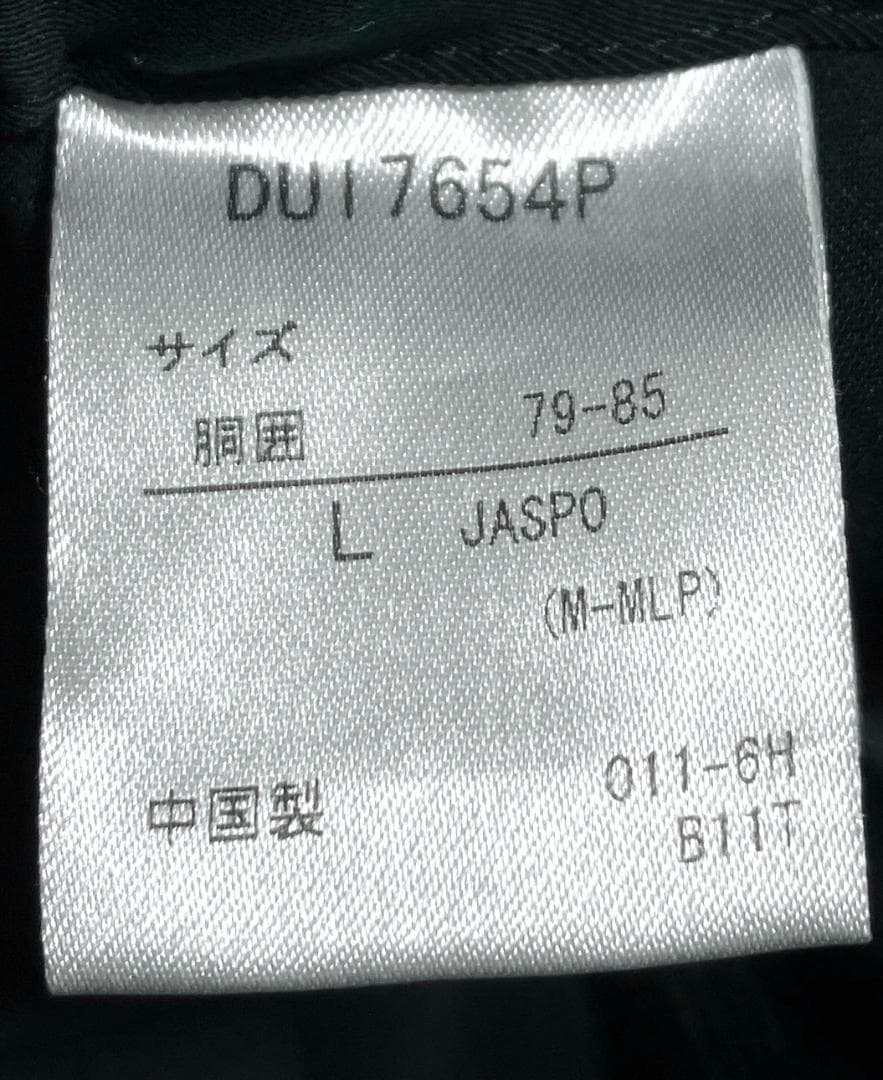 DUI7654P
サイズ
胴囲 79-85
L JASPO
(M-MLP)
中国製 011-6H
B11T